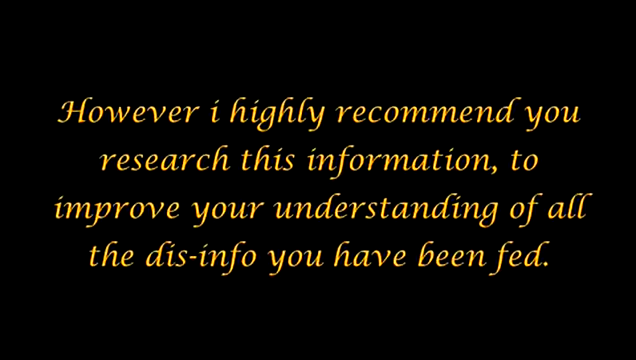 However i highly recommend you
research this information, to
improve your understanding of all
the dis-info you have been fed.